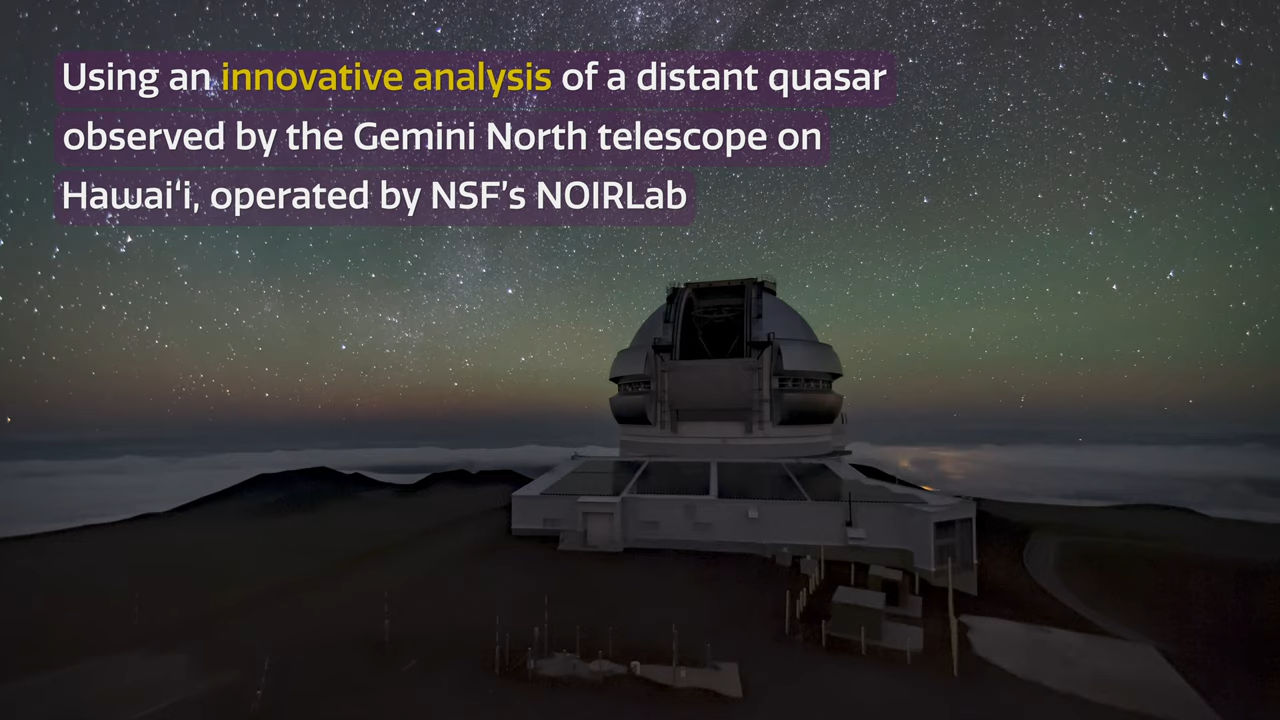 Using an innovative analysis of a distant quasar
observed by the Gemini North telescope on
Hawaiʻi, operated by NSF’s NOIRLab